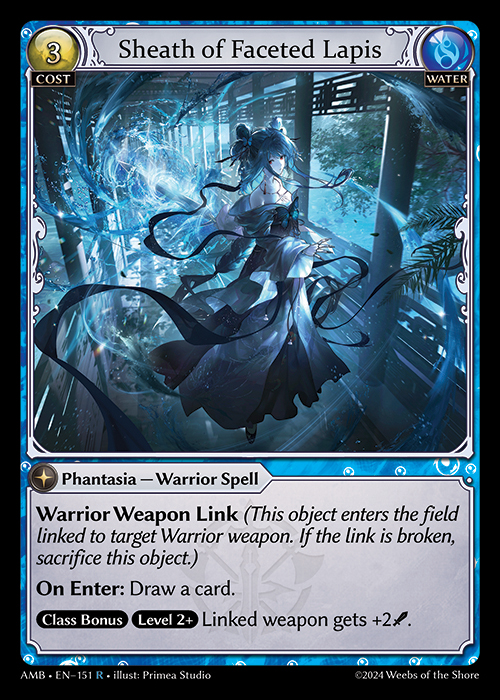 3
COST
Sheath of Faceted Lapis
WATER
Phantasia — Warrior Spell
Warrior Weapon Link (This object enters the field
linked to target Warrior weapon. If the link is broken,
sacrifice this object.)
On Enter: Draw a card.
Class Bonus Level 2+ Linked weapon gets +2.
AMB • EN–151 R • illust: Primea Studio
©2024 Weebs of the Shore